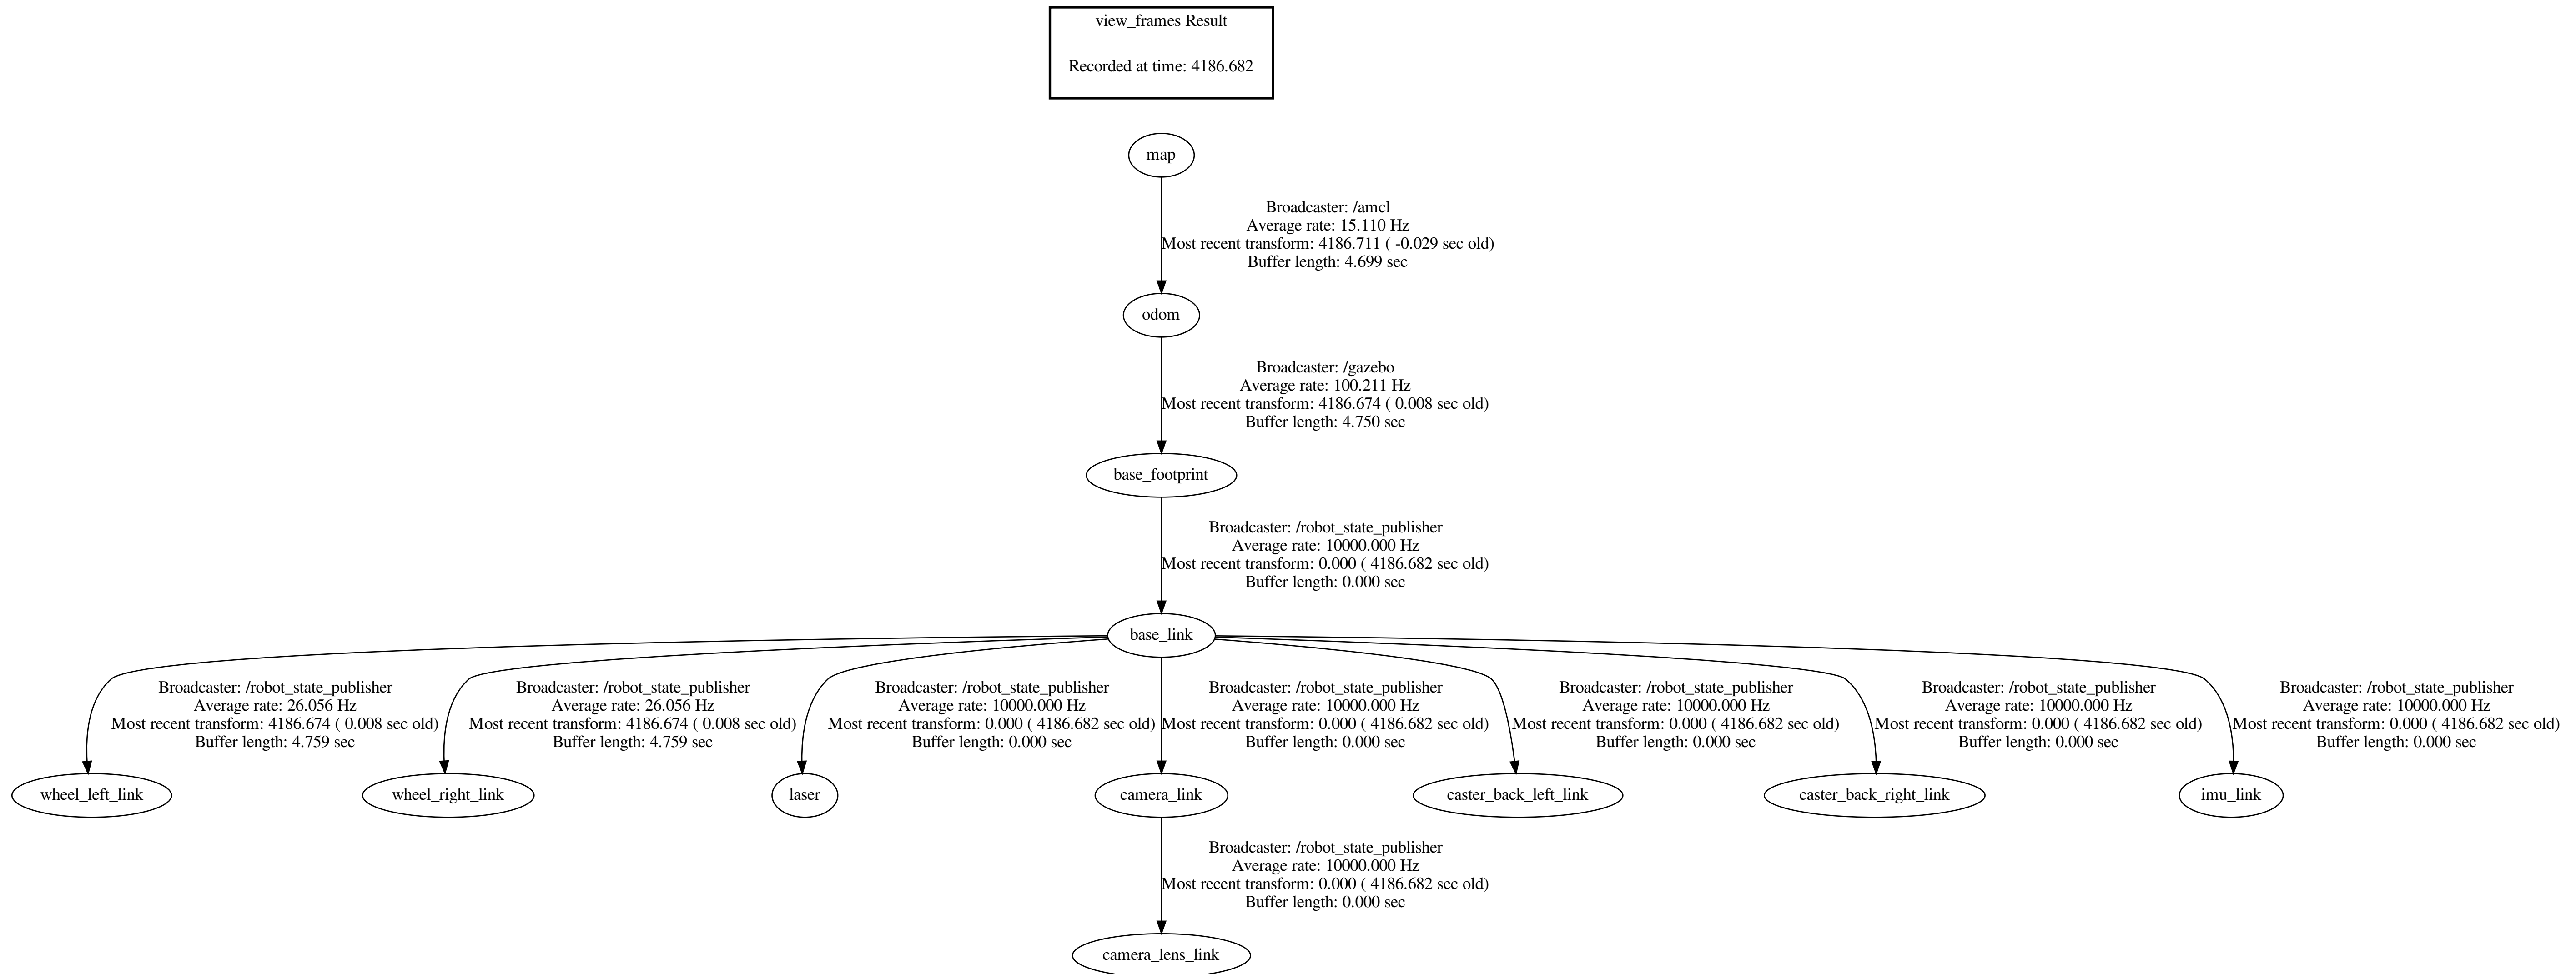 view_frames Result
Recorded at time: 4186.682
map
Broadcaster: /amcl
Average rate: 15.110 Hz
Most recent transform: 4186.711 ( -0.029 sec old)
Buffer length: 4.699 sec
odom
Broadcaster: /gazebo
Average rate: 100.211 Hz
Most recent transform: 4186.674 ( 0.008 sec old)
Buffer length: 4.750 sec
base_footprint
Broadcaster: /robot_state_publisher
Average rate: 10000.000 Hz
Most recent transform: 0.000 ( 4186.682 sec old)
Buffer length: 0.000 sec
base_link
Broadcaster: /robot_state_publisher
Average rate: 26.056 Hz
Most recent transform: 4186.674 ( 0.008 sec old)
Buffer length: 4.759 sec
Broadcaster: /robot_state_publisher
Average rate: 26.056 Hz
Most recent transform: 4186.674 ( 0.008 sec old)
Buffer length: 4.759 sec
Broadcaster: /robot_state_publisher
Average rate: 10000.000 Hz
Most recent transform: 0.000 ( 4186.682 sec old)
Buffer length: 0.000 sec
Broadcaster: /robot_state_publisher
Average rate: 10000.000 Hz
Most recent transform: 0.000 ( 4186.682 sec old)
Buffer length: 0.000 sec
Broadcaster: /robot_state_publisher
Average rate: 10000.000 Hz
Most recent transform: 0.000 ( 4186.682 sec old)
Buffer length: 0.000 sec
Broadcaster: /robot_state_publisher
Average rate: 10000.000 Hz
Most recent transform: 0.000 ( 4186.682 sec old)
Buffer length: 0.000 sec
Broadcaster: /robot_state_publisher
Average rate: 10000.000 Hz
Most recent transform: 0.000 ( 4186.682 sec old)
Buffer length: 0.000 sec
wheel_left_link
wheel_right_link
laser
camera_link
caster_back_left_link
caster_back_right_link
imu_link
Broadcaster: /robot_state_publisher
Average rate: 10000.000 Hz
Most recent transform: 0.000 ( 4186.682 sec old)
Buffer length: 0.000 sec
camera_lens_link